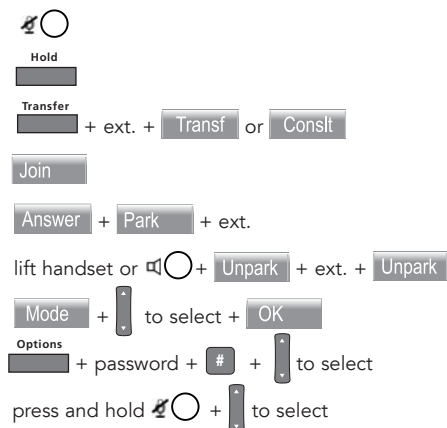 Hold
Transfer
+ ext. + Transf or Conslt
Join
Answer + Park + ext.
lift handset or + Unpark + ext. + Unpark
Mode + to select + OK
Options
+ password + # + to select
press and hold + to select